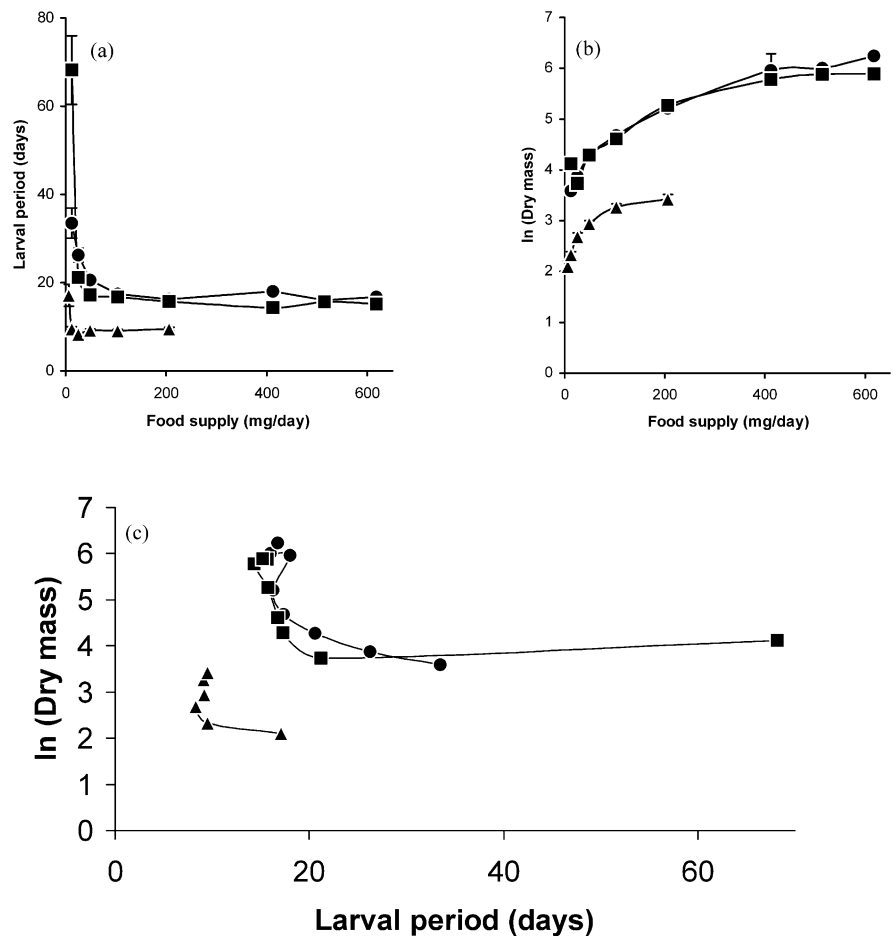 (a)
80
60
40
20
0
Larval period (days)
0 200 400 600
Food supply (mg/day)
(b)
7
6
5
4
3
2
1
0
ln (Dry mass)
0 200 400 600
Food supply (mg/day)
(c)
7
6
5
4
3
2
1
0
ln (Dry mass)
0 20 40 60
Larval period (days)